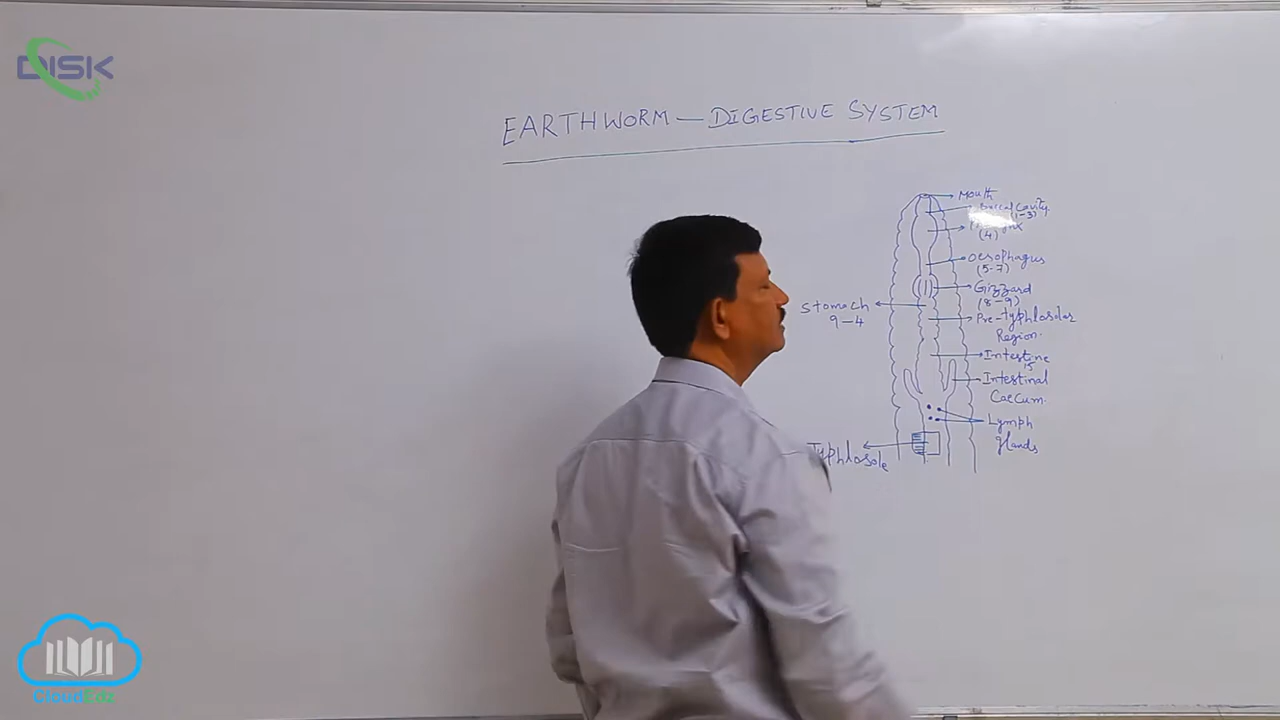 DISK
EARTHWORM — DIGESTIVE SYSTEM
Mouth
Buccal Cavity
(1-3)
(4)
Oesophagus
(5-7)
Gizzard
(8-9)
Stomach
9-4
Pre-typhlosolar
Region.
Intestine
15
Intestinal
Caecum.
Lymph
glands
Typhlosole
CloudEdz